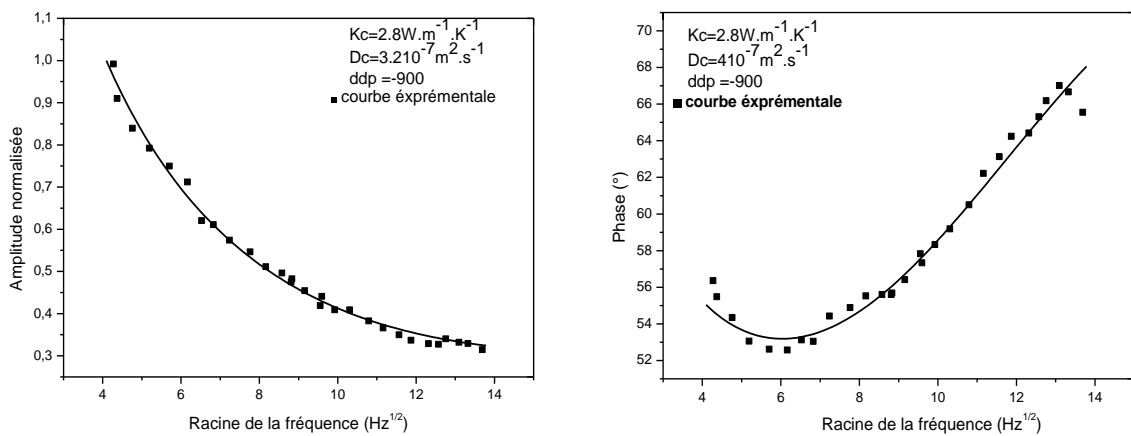 Kc=2.8W.m⁻¹.K⁻¹
Dc=3.210⁻⁷m².s⁻¹
ddp =-900
courbe éxprémentale
1,1
1,0
0,9
0,8
0,7
0,6
0,5
0,4
0,3
Amplitude normalisée
4 6 8 10 12 14
Racine de la fréquence (Hz¹/²)
Kc=2.8W.m⁻¹.K⁻¹
Dc=410⁻⁷m².s⁻¹
ddp =-900
courbe éxprémentale
70
68
66
64
62
60
58
56
54
52
Phase (°)
4 6 8 10 12 14
Racine de la fréquence (Hz¹/²)